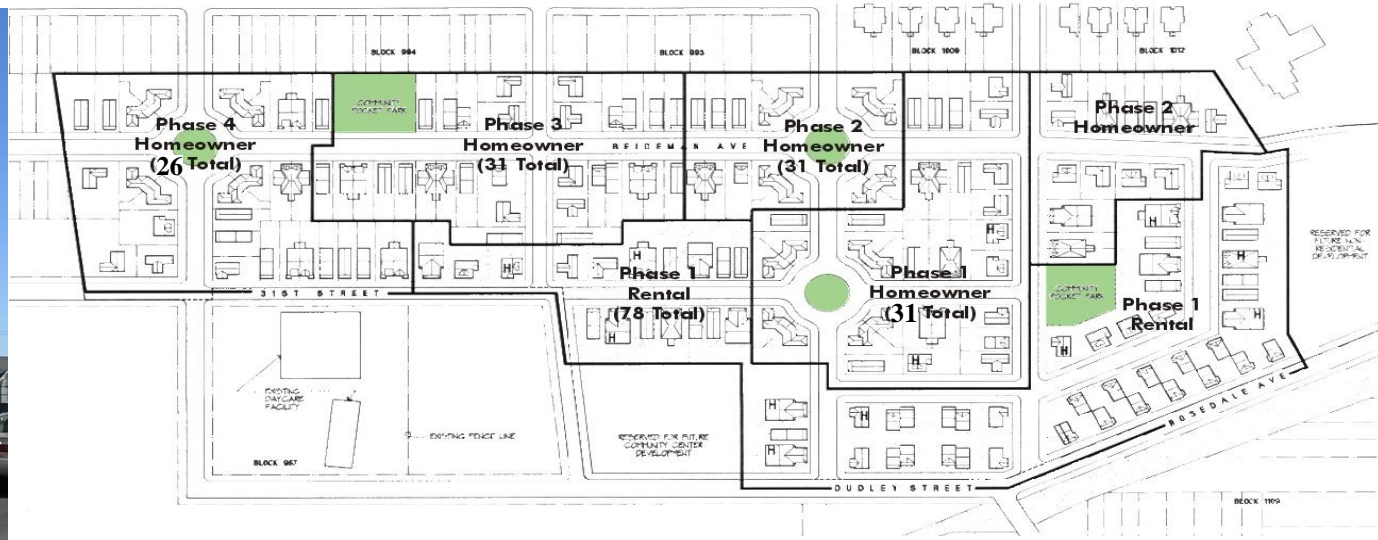 BLOCK 994
BLOCK 993
BLOCK 1009
BLOCK 1012
COMMUNITY
POCKET PARK
Phase 4
Homeowner
(26 Total)
Phase 3
Homeowner
(31 Total)
BEIDEMAN AVE
Phase 2
Homeowner
(31 Total)
Phase 2
Homeowner
H
H
H
H
RESERVED FOR
FUTURE NON-
RESIDENTIAL
DEVELOPMENT
31ST STREET
H
Phase 1
Rental
(78 Total)
Phase 1
Homeowner
(31 Total)
COMMUNITY
POCKET PARK
Phase 1
Rental
H
H
H
H
EXISTING
DAYCARE
FACILITY
EXISTING FENCE LINE
BLOCK 967
RESERVED FOR FUTURE
COMMUNITY CENTER
DEVELOPMENT
H
H
H
ROSEDALE AVE
DUDLEY STREET
BLOCK 1109